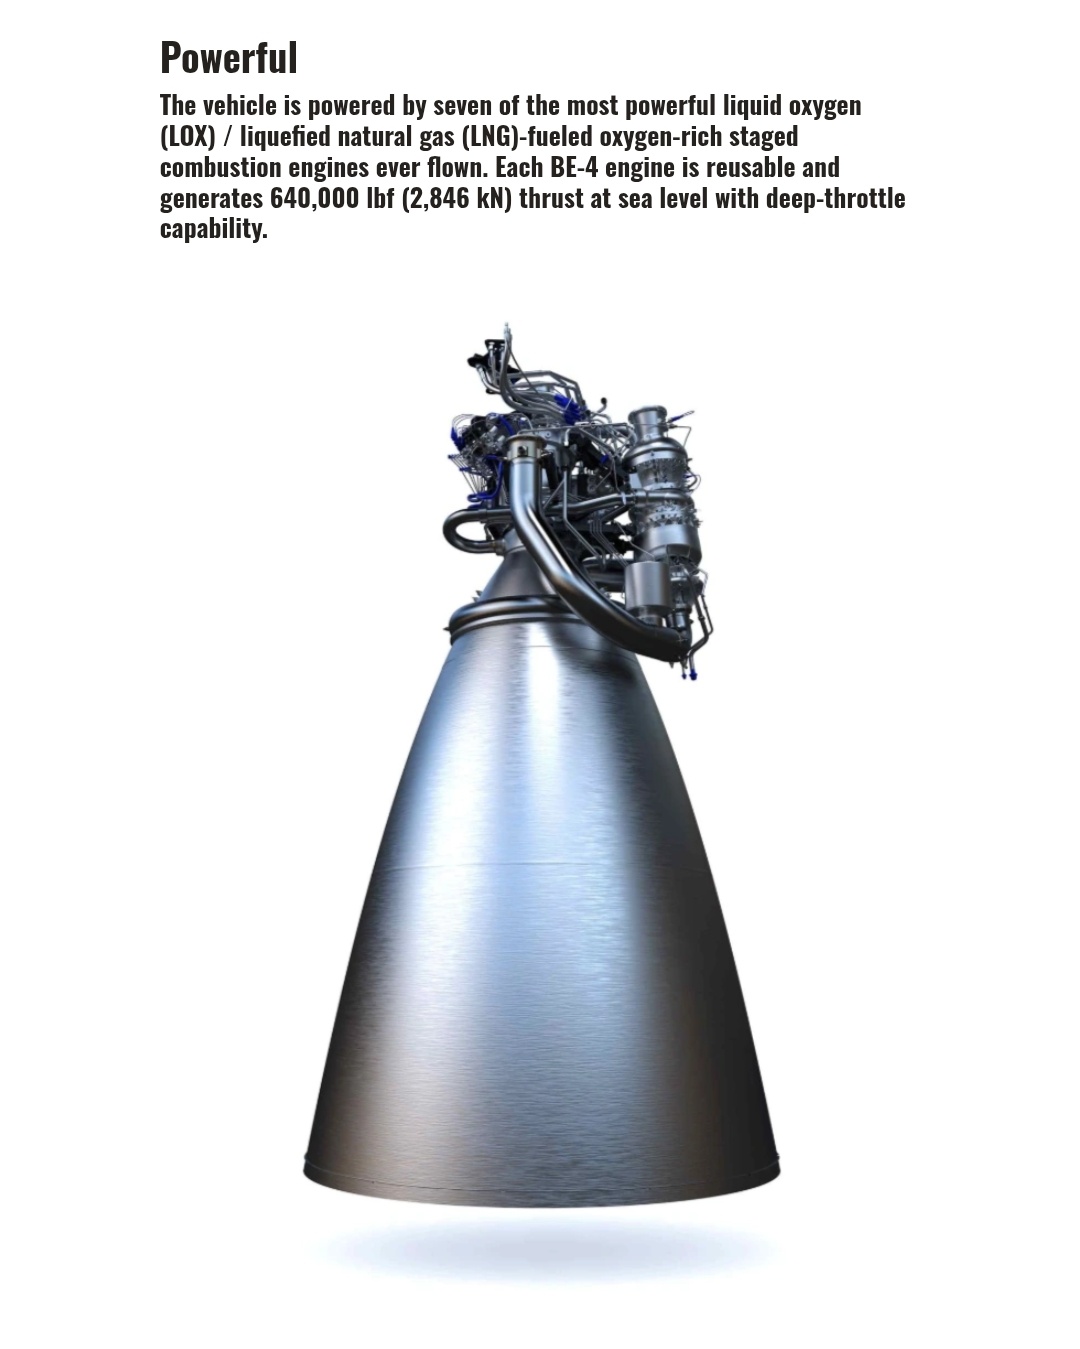 Powerful
The vehicle is powered by seven of the most powerful liquid oxygen
(LOX) / liquefied natural gas (LNG)-fueled oxygen-rich staged
combustion engines ever flown. Each BE-4 engine is reusable and
generates 640,000 lbf (2,846 kN) thrust at sea level with deep-throttle
capability.